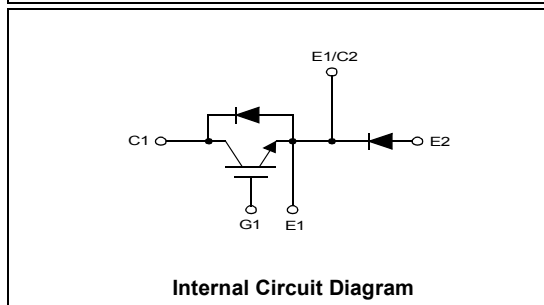 E1/C2
C1
E2
G1
E1
Internal Circuit Diagram